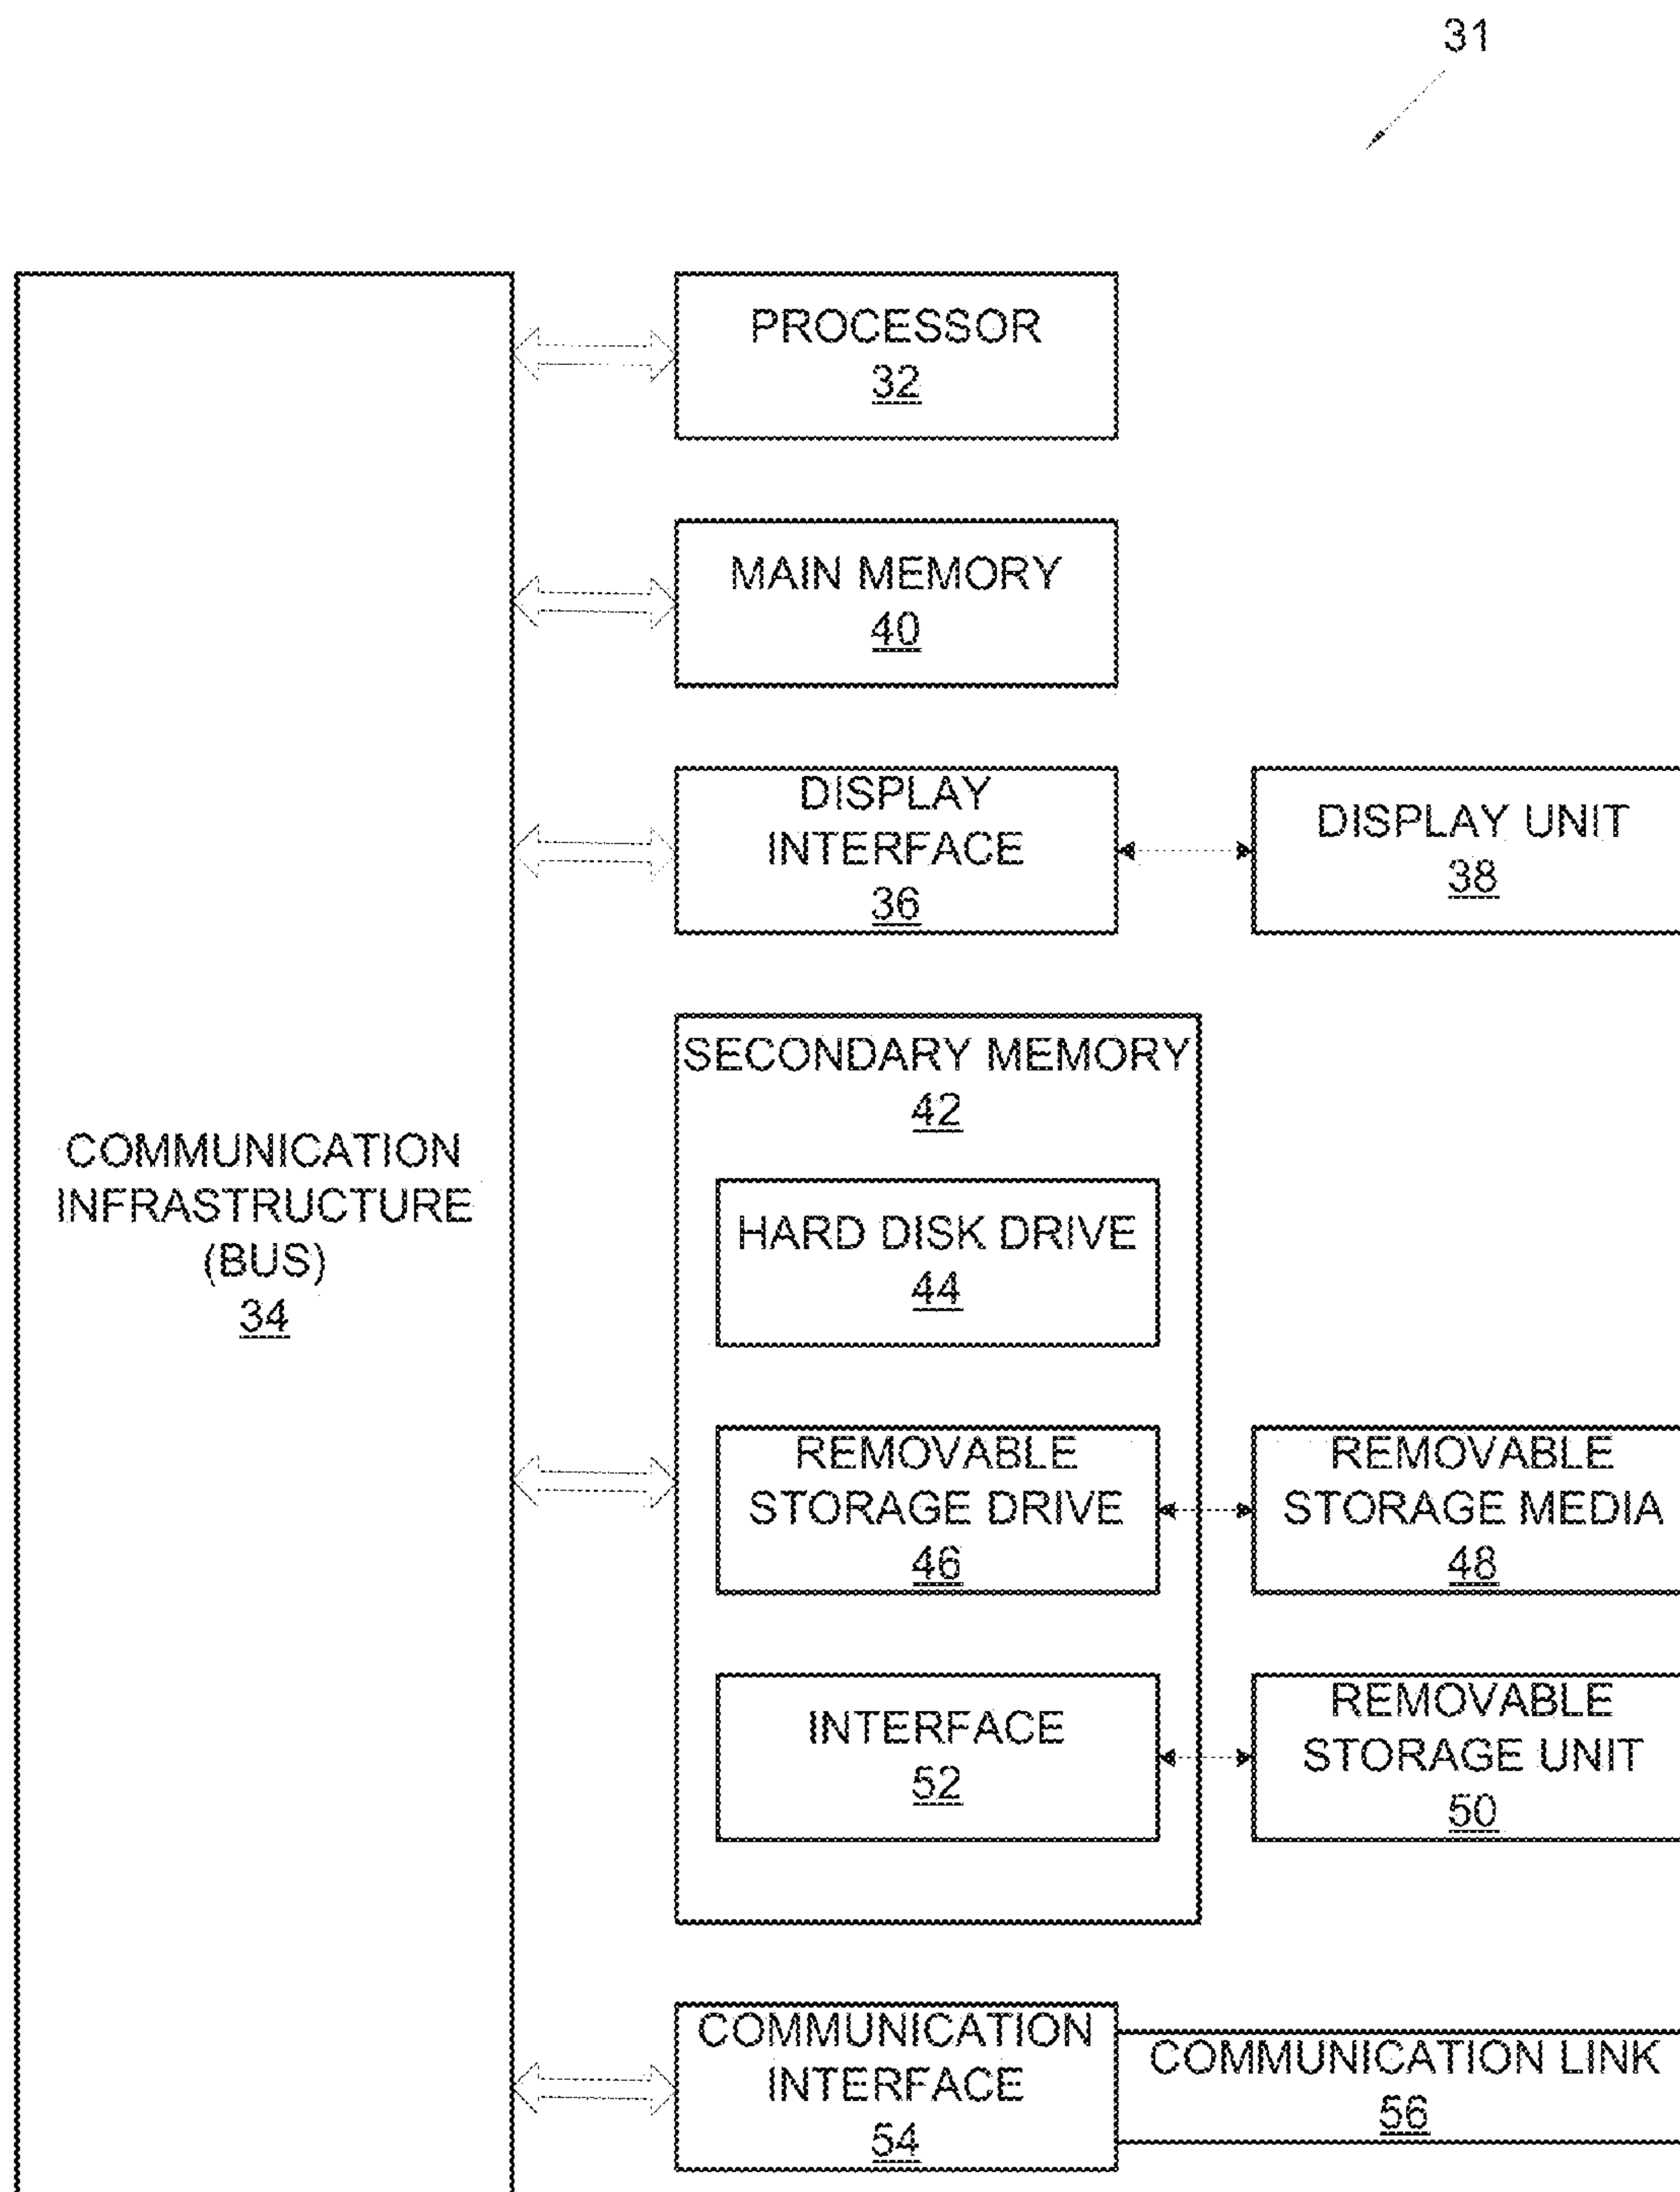 31
PROCESSOR
32
MAIN MEMORY
40
DISPLAY
INTERFACE
36
DISPLAY UNIT
38
SECONDARY MEMORY
42
COMMUNICATION
INFRASTRUCTURE
(BUS)
34
HARD DISK DRIVE
44
REMOVABLE
STORAGE DRIVE
46
REMOVABLE
STORAGE MEDIA
48
INTERFACE
52
REMOVABLE
STORAGE UNIT
50
COMMUNICATION
INTERFACE
54
COMMUNICATION LINK
56